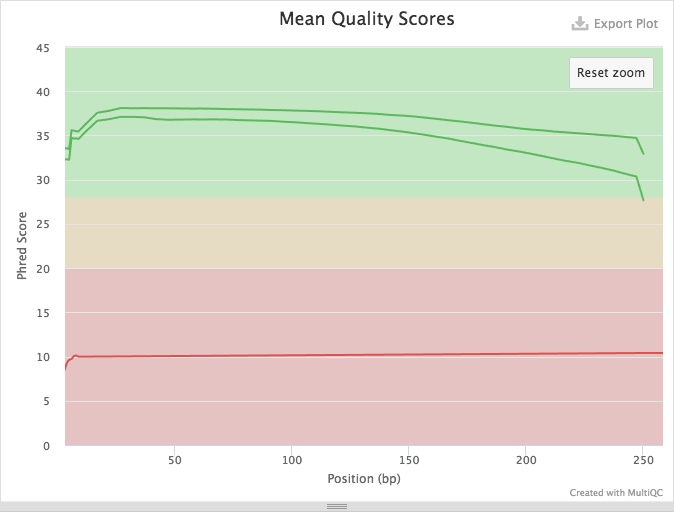 Mean Quality Scores
Export Plot
Reset zoom
45
40
35
30
25
20
15
10
5
0
Phred Score
50
100
150
200
250
Position (bp)
Created with MultiQC